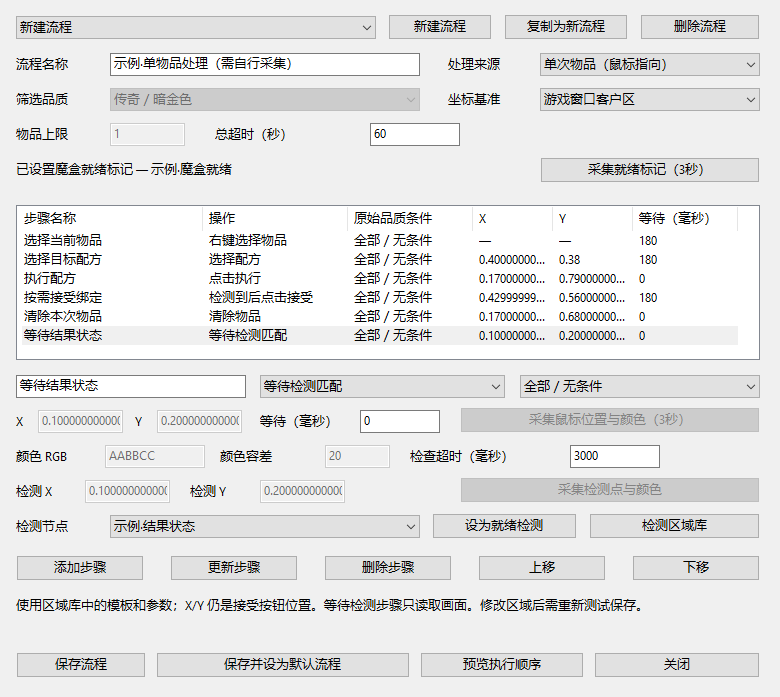 新建流程 新建流程 复制为新流程 删除流程
流程名称 示例·单物品处理（需自行采集） 处理来源 单次物品（鼠标指向）
筛选品质 传奇 / 暗金色 坐标基准 游戏窗口客户区
物品上限 1 总超时（秒） 60
已设置魔盒就绪标记 — 示例·魔盒就绪 采集就绪标记（3秒）
步骤名称 操作 原始品质条件 X Y 等待（毫秒）
选择当前物品 右键选择物品 全部 / 无条件 — — 180
选择目标配方 选择配方 全部 / 无条件 0.40000000... 0.38 180
执行配方 点击执行 全部 / 无条件 0.17000000... 0.79000000... 0
按需接受绑定 检测到后点击接受 全部 / 无条件 0.42999999... 0.56000000... 180
清除本次物品 清除物品 全部 / 无条件 0.17000000... 0.68000000... 0
等待结果状态 等待检测匹配 全部 / 无条件 0.10000000... 0.20000000... 0
等待结果状态 等待检测匹配 全部 / 无条件
X 0.10000000000 Y 0.20000000000 等待（毫秒） 0 采集鼠标位置与颜色（3秒）
颜色 RGB AABBCC 颜色容差 20 检查超时（毫秒） 3000
检测 X 0.10000000000 检测 Y 0.20000000000 采集检测点与颜色
检测节点 示例·结果状态 设为就绪检测 检测区域库
添加步骤 更新步骤 删除步骤 上移 下移
使用区域库中的模板和参数；X/Y 仍是接受按钮位置。等待检测步骤只读取画面。修改区域后需重新测试保存。
保存流程 保存并设为默认流程 预览执行顺序 关闭